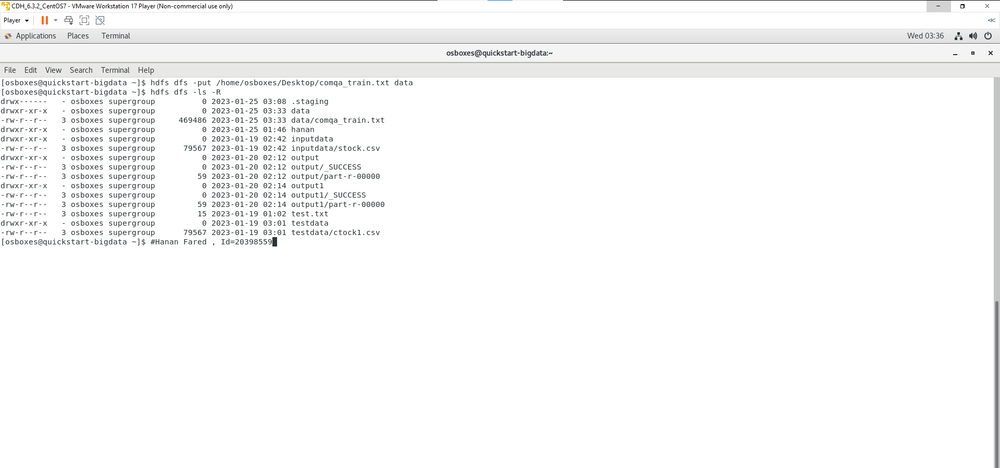 CDH_6.3.2_CentOS7 - VMware Workstation 17 Player (Non-commercial use only)
Player
Applications Places Terminal Wed 03:36
osboxes@quickstart-bigdata:~
File Edit View Search Terminal Help
[osboxes@quickstart-bigdata ~]$ hdfs dfs -put /home/osboxes/Desktop/comqa_train.txt data
[osboxes@quickstart-bigdata ~]$ hdfs dfs -ls -R
drwx------   - osboxes supergroup          0 2023-01-25 03:08 .staging
drwxr-xr-x   - osboxes supergroup          0 2023-01-25 03:33 data
-rw-r--r--   3 osboxes supergroup     469486 2023-01-25 03:33 data/comqa_train.txt
drwxr-xr-x   - osboxes supergroup          0 2023-01-25 01:46 hanan
drwxr-xr-x   - osboxes supergroup          0 2023-01-19 02:42 inputdata
-rw-r--r--   3 osboxes supergroup      79567 2023-01-19 02:42 inputdata/stock.csv
drwxr-xr-x   - osboxes supergroup          0 2023-01-20 02:12 output
-rw-r--r--   3 osboxes supergroup          0 2023-01-20 02:12 output/_SUCCESS
-rw-r--r--   3 osboxes supergroup         59 2023-01-20 02:12 output/part-r-00000
drwxr-xr-x   - osboxes supergroup          0 2023-01-20 02:14 output1
-rw-r--r--   3 osboxes supergroup          0 2023-01-20 02:14 output1/_SUCCESS
-rw-r--r--   3 osboxes supergroup         59 2023-01-20 02:14 output1/part-r-00000
-rw-r--r--   3 osboxes supergroup         15 2023-01-19 01:02 test.txt
drwxr-xr-x   - osboxes supergroup          0 2023-01-19 03:01 testdata
-rw-r--r--   3 osboxes supergroup      79567 2023-01-19 03:01 testdata/ctock1.csv
[osboxes@quickstart-bigdata ~]$ #Hanan Fared , Id=20398559